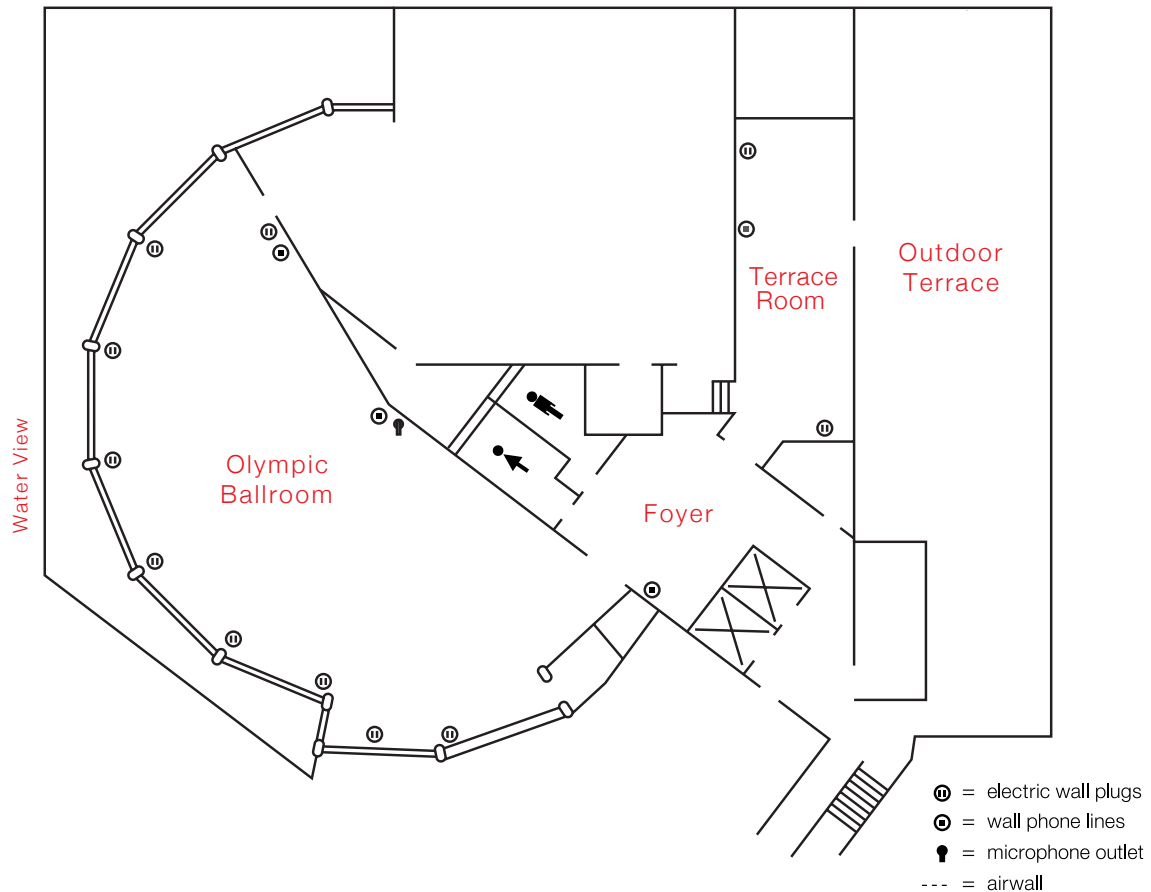 Outdoor
Terrace
Terrace
Room
Water View
Olympic
Ballroom
Foyer
= electric wall plugs
= wall phone lines
= microphone outlet
--- = airwall